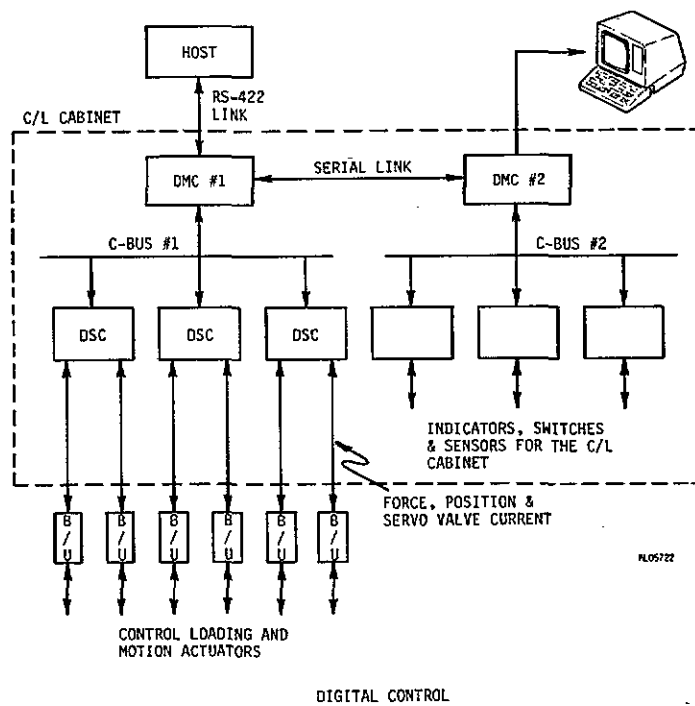 HOST
RS-422
LINK
C/L CABINET
DMC #1
SERIAL LINK
DMC #2
C-BUS #1
C-BUS #2
DSC
DSC
DSC
INDICATORS, SWITCHES
& SENSORS FOR THE C/L
CABINET
FORCE, POSITION &
SERVO VALVE CURRENT
B/U
B/U
B/U
B/U
B/U
B/U
CONTROL LOADING AND
MOTION ACTUATORS
DIGITAL CONTROL